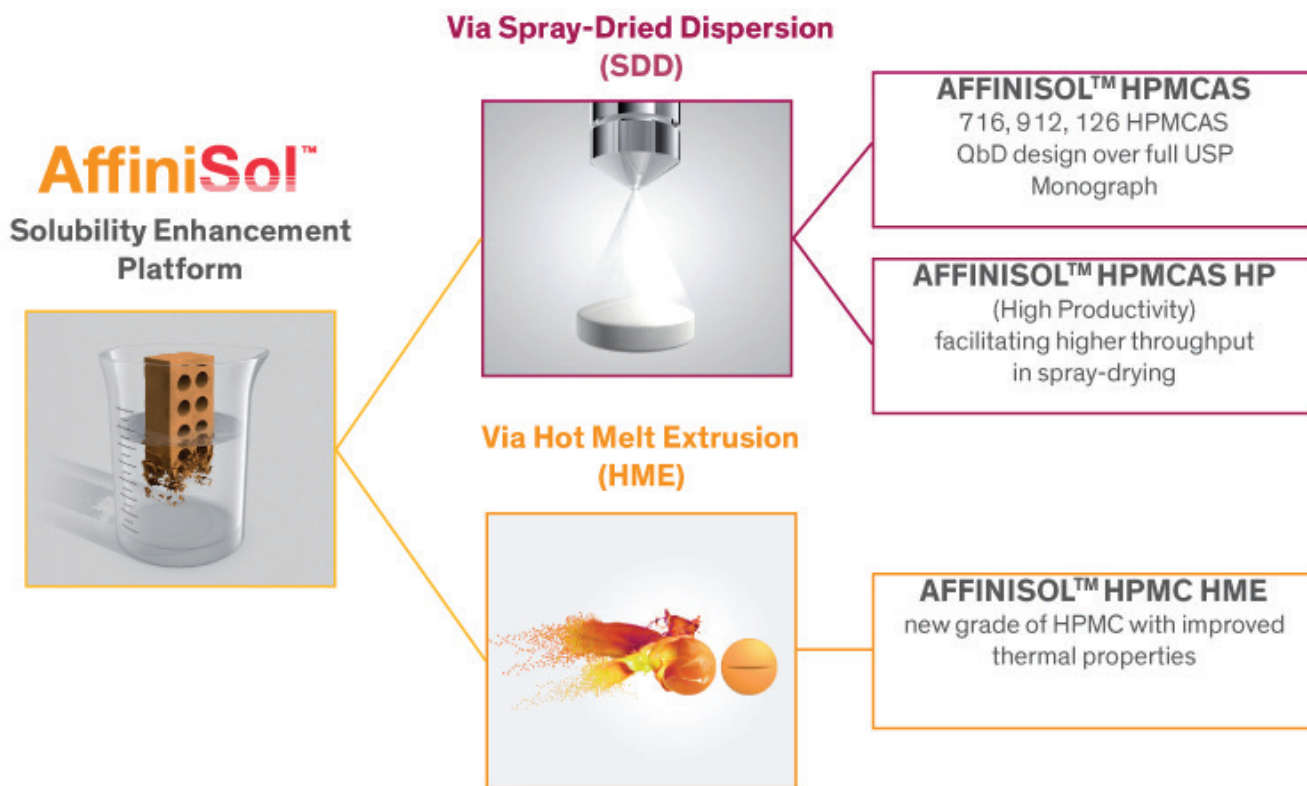 AffiniSol™
Solubility Enhancement
Platform
Via Spray-Dried Dispersion
(SDD)
AFFINISOL™ HPMCAS
716, 912, 126 HPMCAS
QbD design over full USP
Monograph
AFFINISOL™ HPMCAS HP
(High Productivity)
facilitating higher throughput
in spray-drying
Via Hot Melt Extrusion
(HME)
AFFINISOL™ HPMC HME
new grade of HPMC with improved
thermal properties